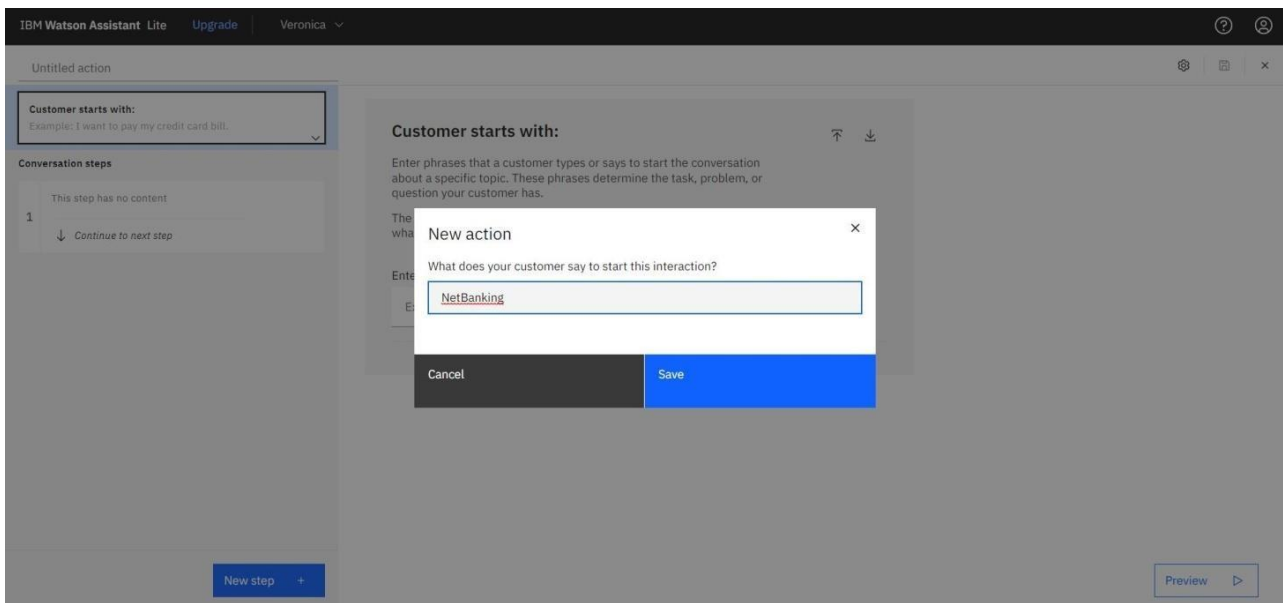 IBM Watson Assistant Lite Upgrade Veronica
Untitled action
Customer starts with:
Example: I want to pay my credit card bill.
Conversation steps
1
This step has no content
Continue to next step
New step +
Customer starts with:
Enter phrases that a customer types or says to start the conversation
about a specific topic. These phrases determine the task, problem, or
question your customer has.
The
New action
What does your customer say to start this interaction?
NetBanking
Cancel
Save
Preview